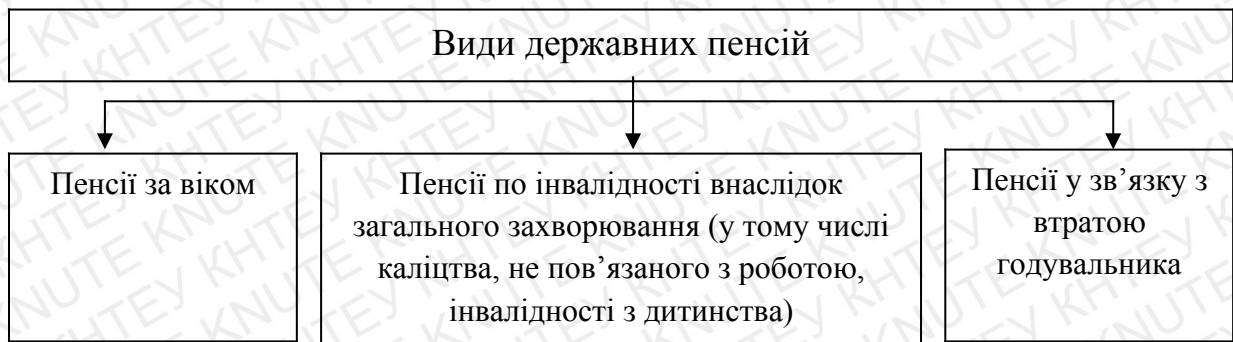 Види державних пенсій
Пенсії за віком
Пенсії по інвалідності внаслідок
загального захворювання (у тому числі
каліцтва, не пов’язаного з роботою,
інвалідності з дитинства)
Пенсії у зв’язку з
втратою
годувальника